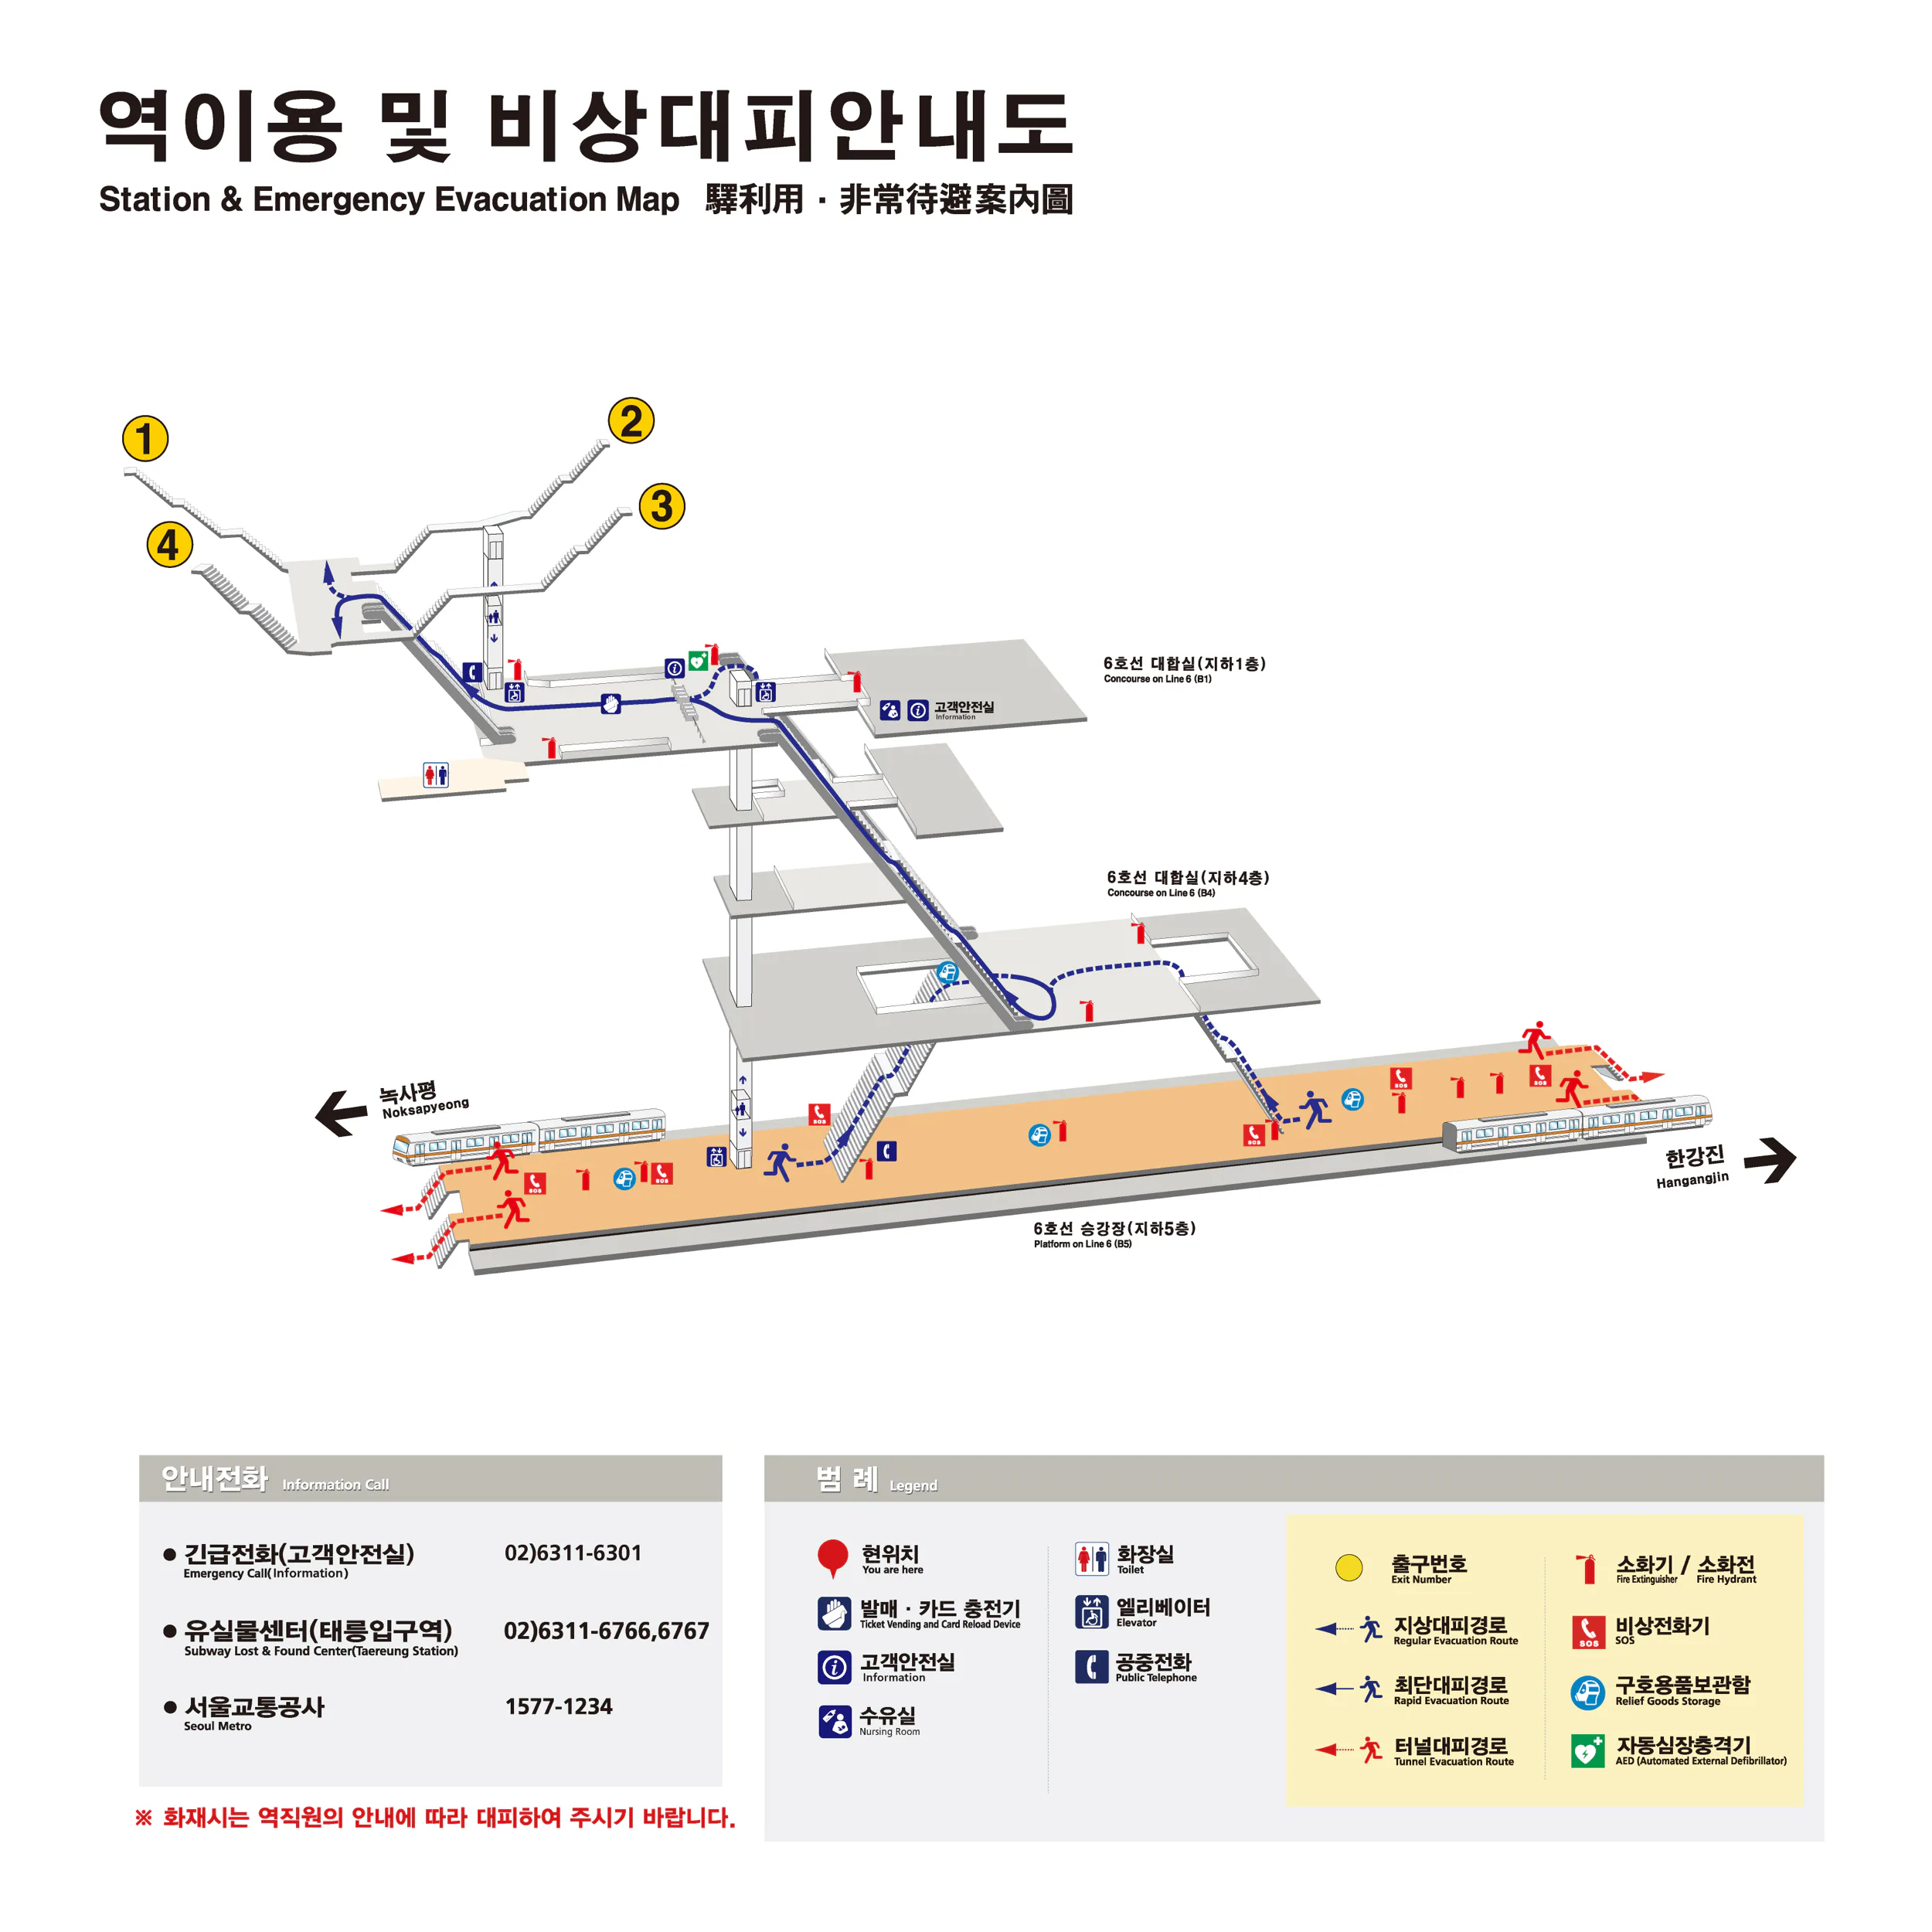 역이용 및 비상대피안내도
Station & Emergency Evacuation Map 驛利用 · 非常待避案內圖
1
2
3
4
6호선 대합실(지하1층)
Concourse on Line 6 (B1)
고객안전실
Information
6호선 대합실(지하4층)
Concourse on Line 6 (B4)
녹사평
Noksapyeong
SOS
SOS
SOS
SOS
SOS
SOS
한강진
Hangangjin
6호선 승강장(지하5층)
Platform on Line 6 (B5)
안내전화 Information Call
● 긴급전화(고객안전실) 02)6311-6301
Emergency Call(Information)
● 유실물센터(태릉입구역) 02)6311-6766,6767
Subway Lost & Found Center(Taereung Station)
● 서울교통공사 1577-1234
Seoul Metro
※ 화재시는 역직원의 안내에 따라 대피하여 주시기 바랍니다.
범 례 Legend
현위치
You are here
발매 · 카드 충전기
Ticket Vending and Card Reload Device
고객안전실
Information
수유실
Nursing Room
화장실
Toilet
엘리베이터
Elevator
공중전화
Public Telephone
출구번호
Exit Number
지상대피경로
Regular Evacuation Route
최단대피경로
Rapid Evacuation Route
터널대피경로
Tunnel Evacuation Route
소화기 / 소화전
Fire Extinguisher Fire Hydrant
SOS
비상전화기
SOS
구호용품보관함
Relief Goods Storage
자동심장충격기
AED (Automated External Defibrillator)